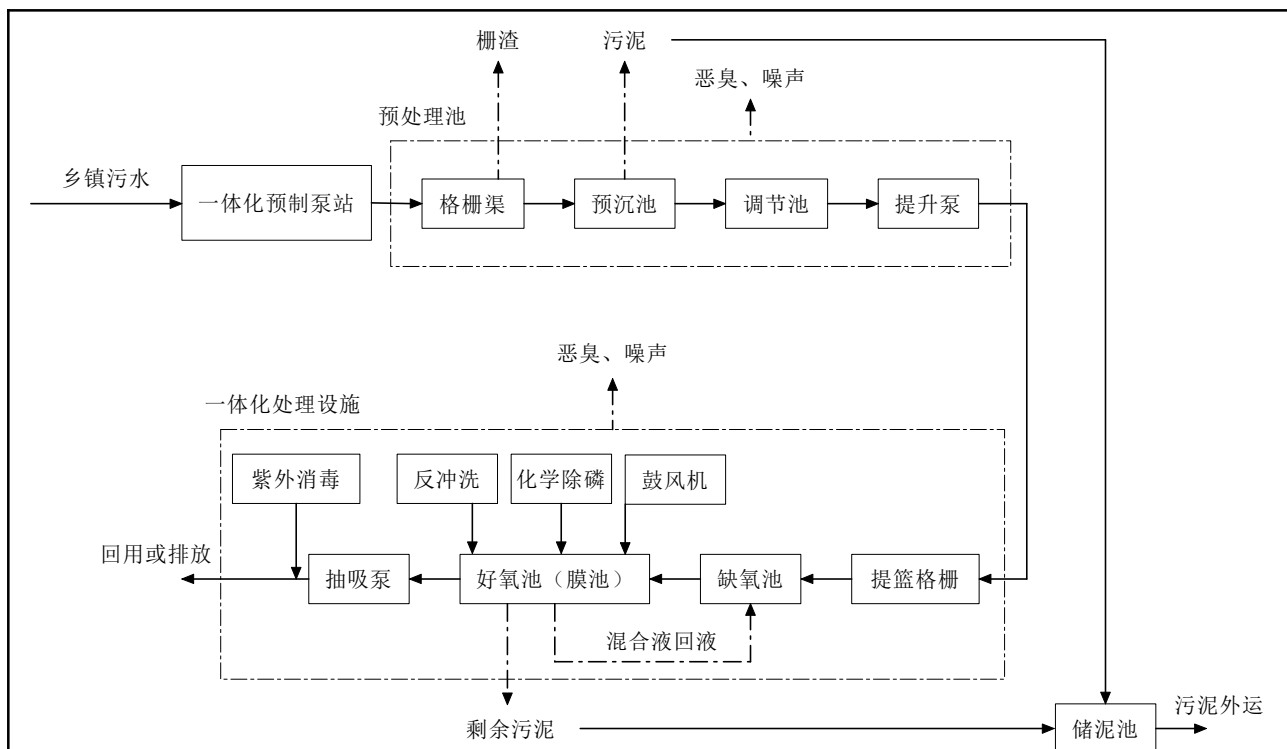 栅渣
污泥
恶臭、噪声
预处理池
乡镇污水
一体化预制泵站
格栅渠
预沉池
调节池
提升泵
恶臭、噪声
一体化处理设施
紫外消毒
反冲洗
化学除磷
鼓风机
回用或排放
抽吸泵
好氧池（膜池）
缺氧池
提篮格栅
混合液回液
剩余污泥
储泥池
污泥外运